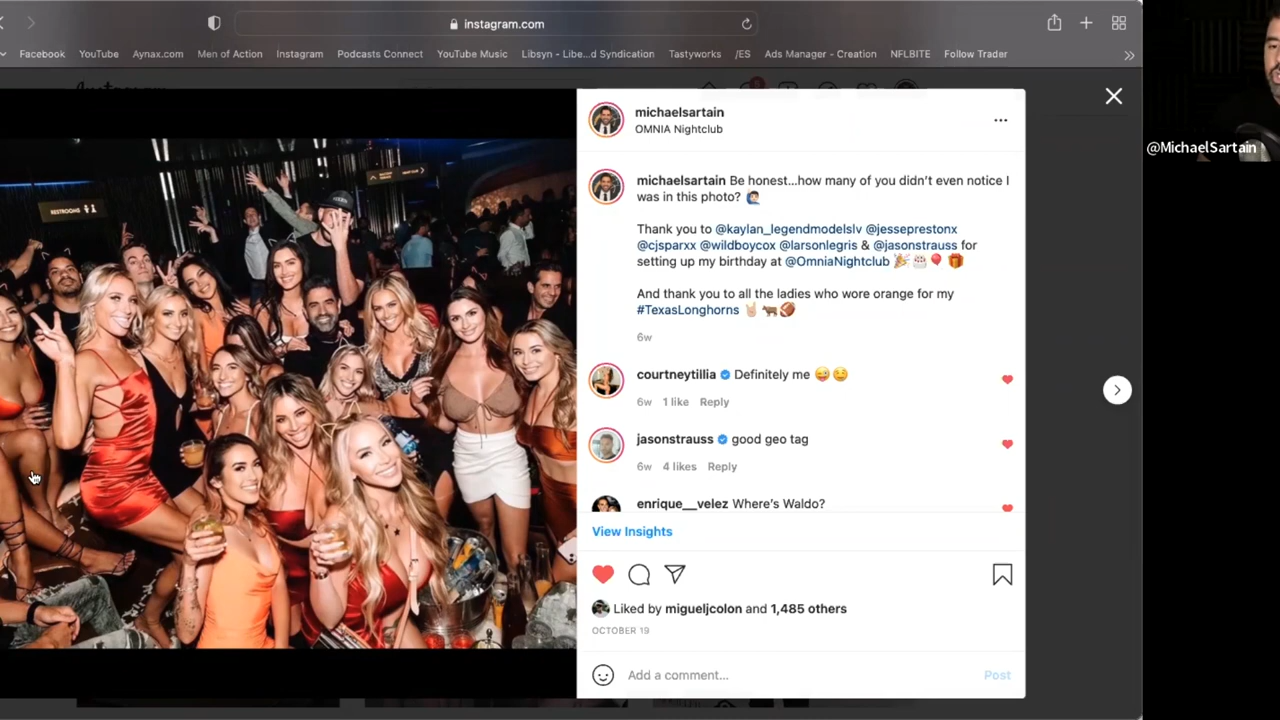 instagram.com
Facebook YouTube Aynax.com Men of Action Instagram Podcasts Connect YouTube Music Libsyn - Libe...d Syndication Tastyworks /ES Ads Manager - Creation NFLBITE Follow Trader
michaelsartain
OMNIA Nightclub
@MichaelSartain
michaelsartain Be honest...how many of you didn't even notice I
was in this photo? 🙋🏻‍♂️
RESTROOMS
Thank you to @kaylan_legendmodelslv @jesseprestonx
@cjsparxx @wildboycox @larsonlegris & @jasonstrauss for
setting up my birthday at @OmniaNightclub 🎉🎂🎈🎁
And thank you to all the ladies who wore orange for my
#TexasLonghorns 🤘🏻🐂🏈
6w
courtneytillia Definitely me 😜😏
6w 1 like Reply
jasonstrauss good geo tag
6w 4 likes Reply
enrique__velez Where's Waldo?
View Insights
Liked by migueljcolon and 1,485 others
OCTOBER 19
Add a comment... Post